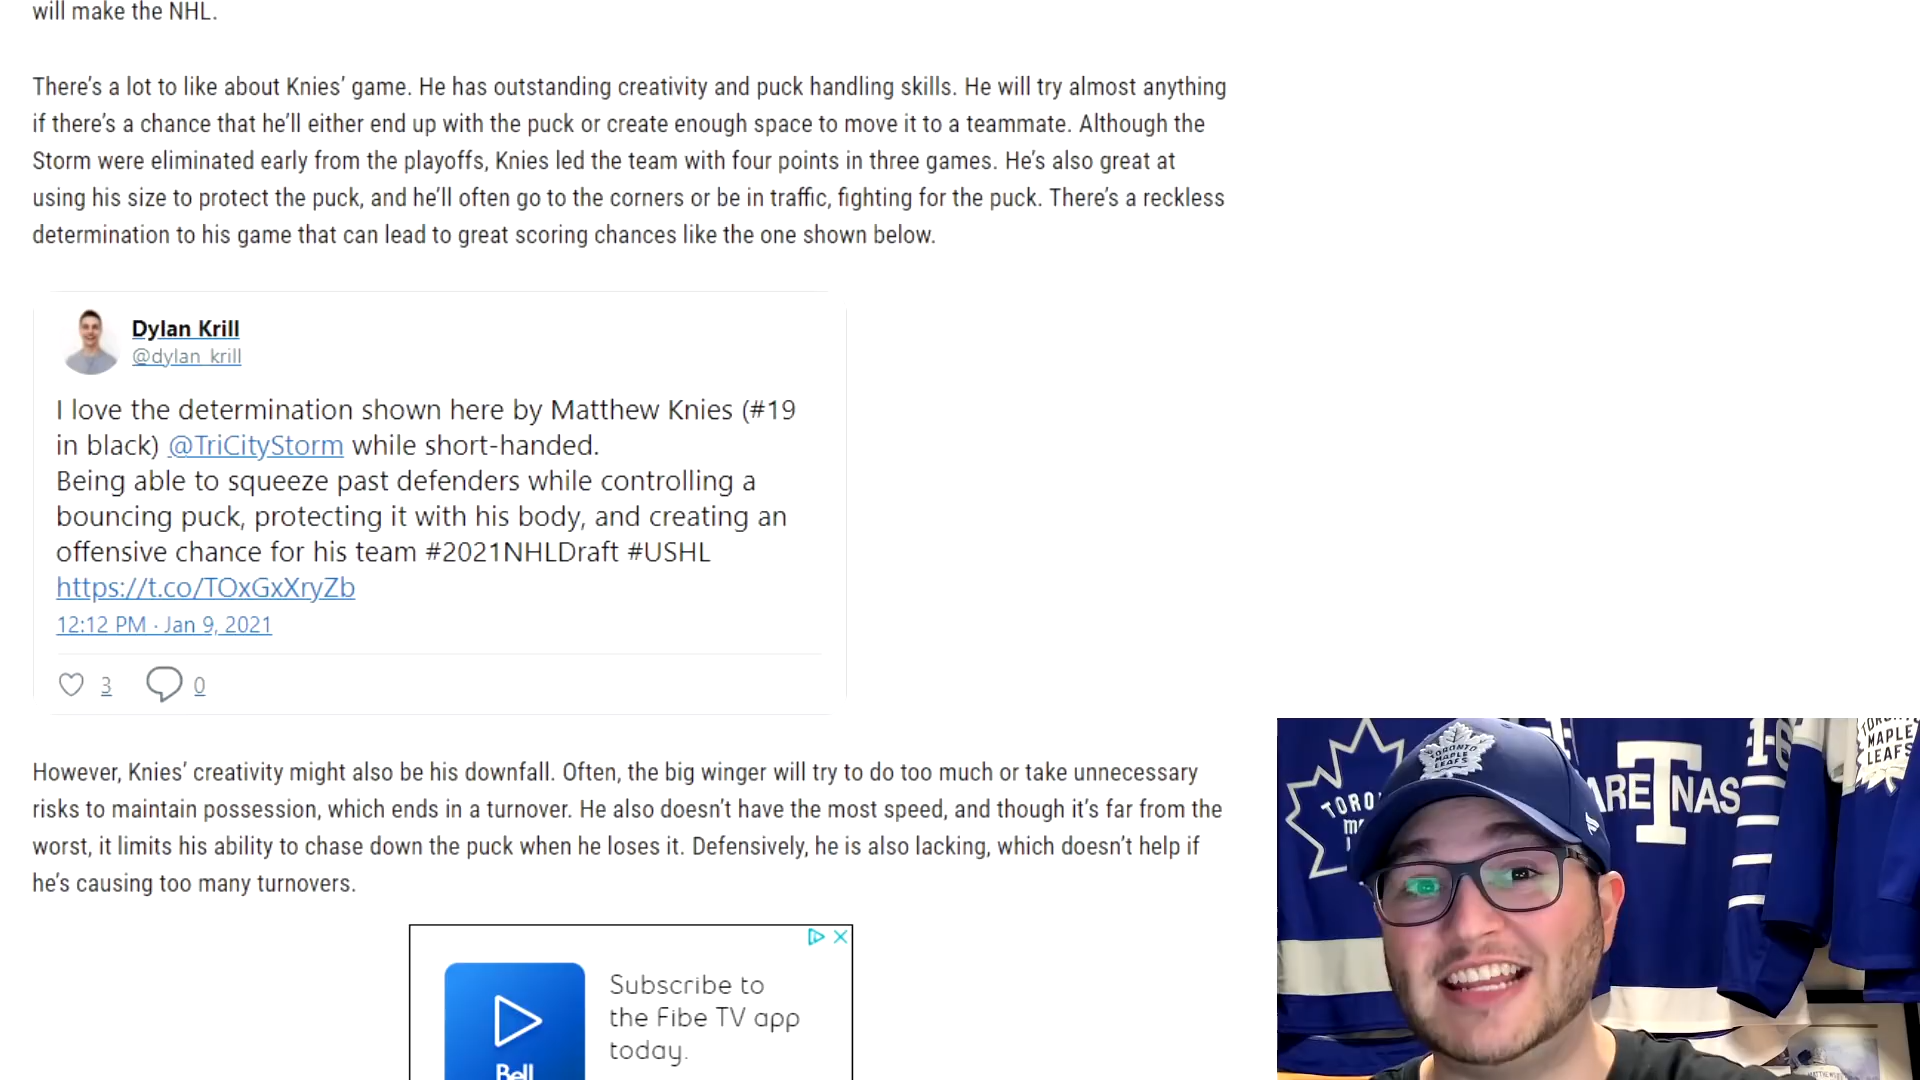 will make the NHL.
There's a lot to like about Knies' game. He has outstanding creativity and puck handling skills. He will try almost anything
if there's a chance that he'll either end up with the puck or create enough space to move it to a teammate. Although the
Storm were eliminated early from the playoffs, Knies led the team with four points in three games. He's also great at
using his size to protect the puck, and he'll often go to the corners or be in traffic, fighting for the puck. There's a reckless
determination to his game that can lead to great scoring chances like the one shown below.
Dylan Krill
@dylan_krill
I love the determination shown here by Matthew Knies (#19
in black) @TriCityStorm while short-handed.
Being able to squeeze past defenders while controlling a
bouncing puck, protecting it with his body, and creating an
offensive chance for his team #2021NHLDraft #USHL
https://t.co/TOxGxXryZb
12:12 PM · Jan 9, 2021
3 0
However, Knies' creativity might also be his downfall. Often, the big winger will try to do too much or take unnecessary
risks to maintain possession, which ends in a turnover. He also doesn't have the most speed, and though it's far from the
worst, it limits his ability to chase down the puck when he loses it. Defensively, he is also lacking, which doesn't help if
he's causing too many turnovers.
Subscribe to
the Fibe TV app
today.
Bell
TORONTO
MAPLE
LEAFS
ARENAS
T
16
MAPLE
LEAFS